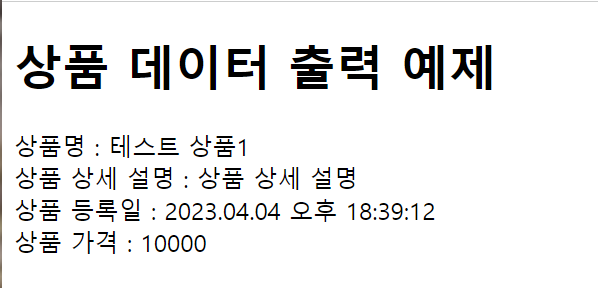 상품 데이터 출력 예제
상품명 : 테스트 상품1
상품 상세 설명 : 상품 상세 설명
상품 등록일 : 2023.04.04 오후 18:39:12
상품 가격 : 10000